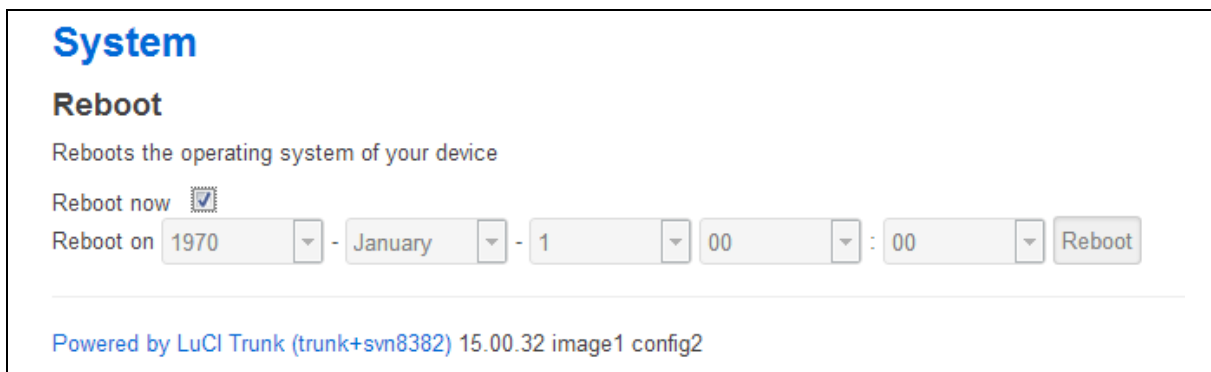 System
Reboot
Reboots the operating system of your device
Reboot now
Reboot on 1970 - January - 1 00 : 00 Reboot
Powered by LuCI Trunk (trunk+svn8382) 15.00.32 image1 config2